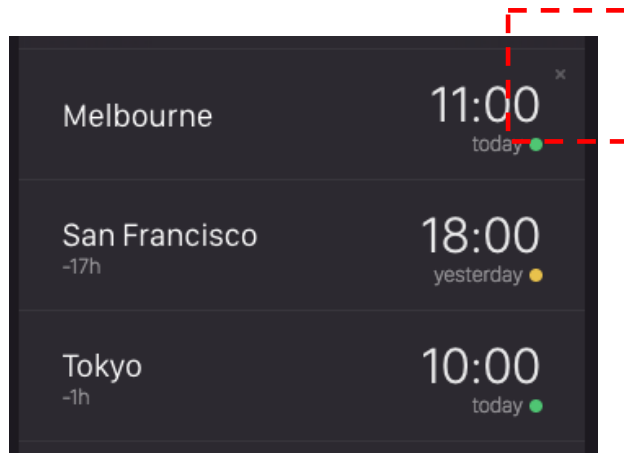 Melbourne 11:00
today
San Francisco 18:00
-17h yesterday
Tokyo 10:00
-1h today